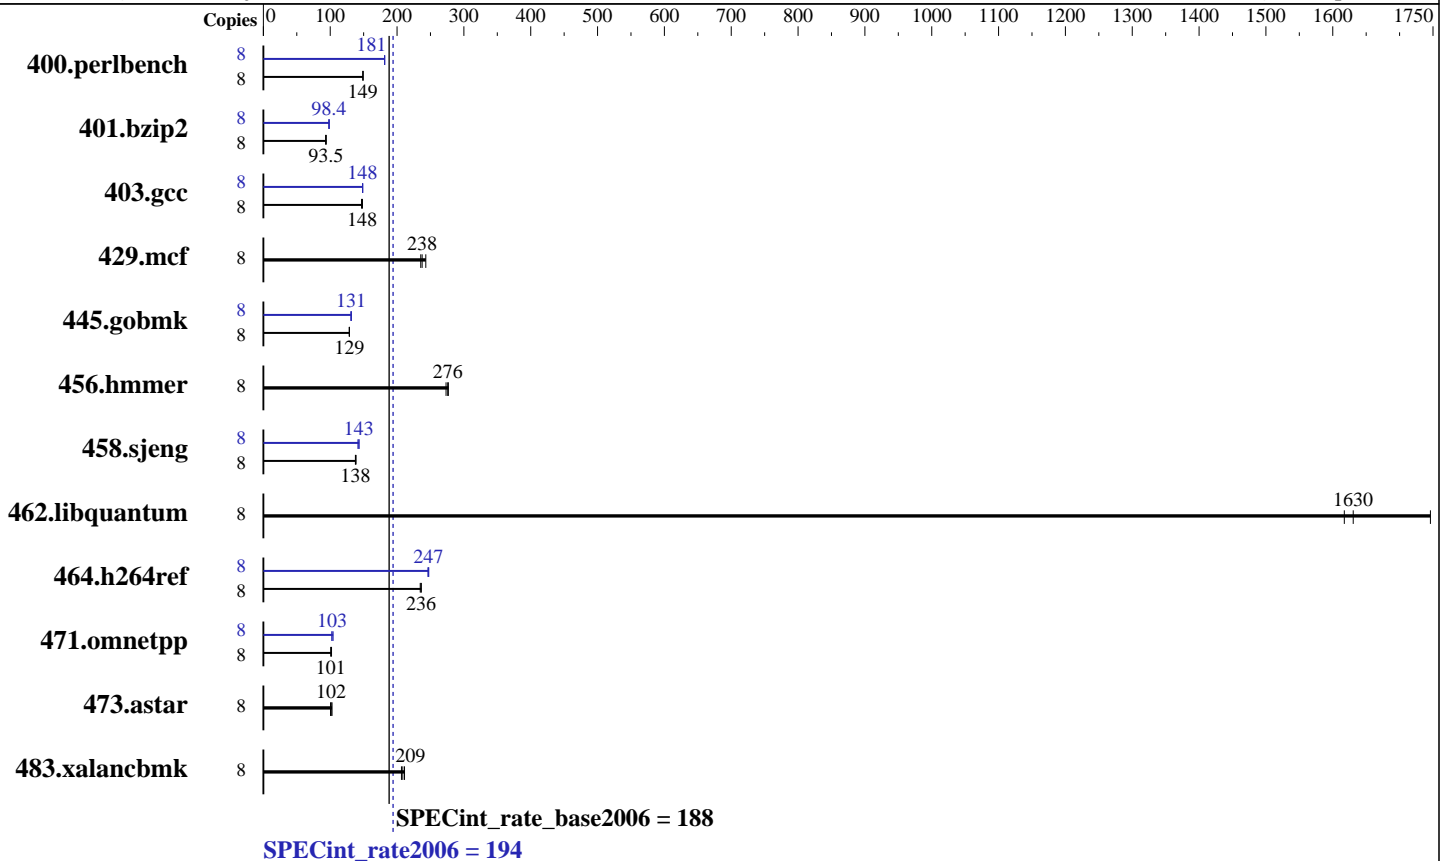 Copies 0 100 200 300 400 500 600 700 800 900 1000 1100 1200 1300 1400 1500 1600 1750
400.perlbench 8 181
8 149
401.bzip2 8 98.4
8 93.5
403.gcc 8 148
8 148
429.mcf 8 238
445.gobmk 8 131
8 129
456.hmmer 8 276
458.sjeng 8 143
8 138
462.libquantum 8 1630
464.h264ref 8 247
8 236
471.omnetpp 8 103
8 101
473.astar 8 102
483.xalancbmk 8 209
SPECint_rate_base2006 = 188
SPECint_rate2006 = 194